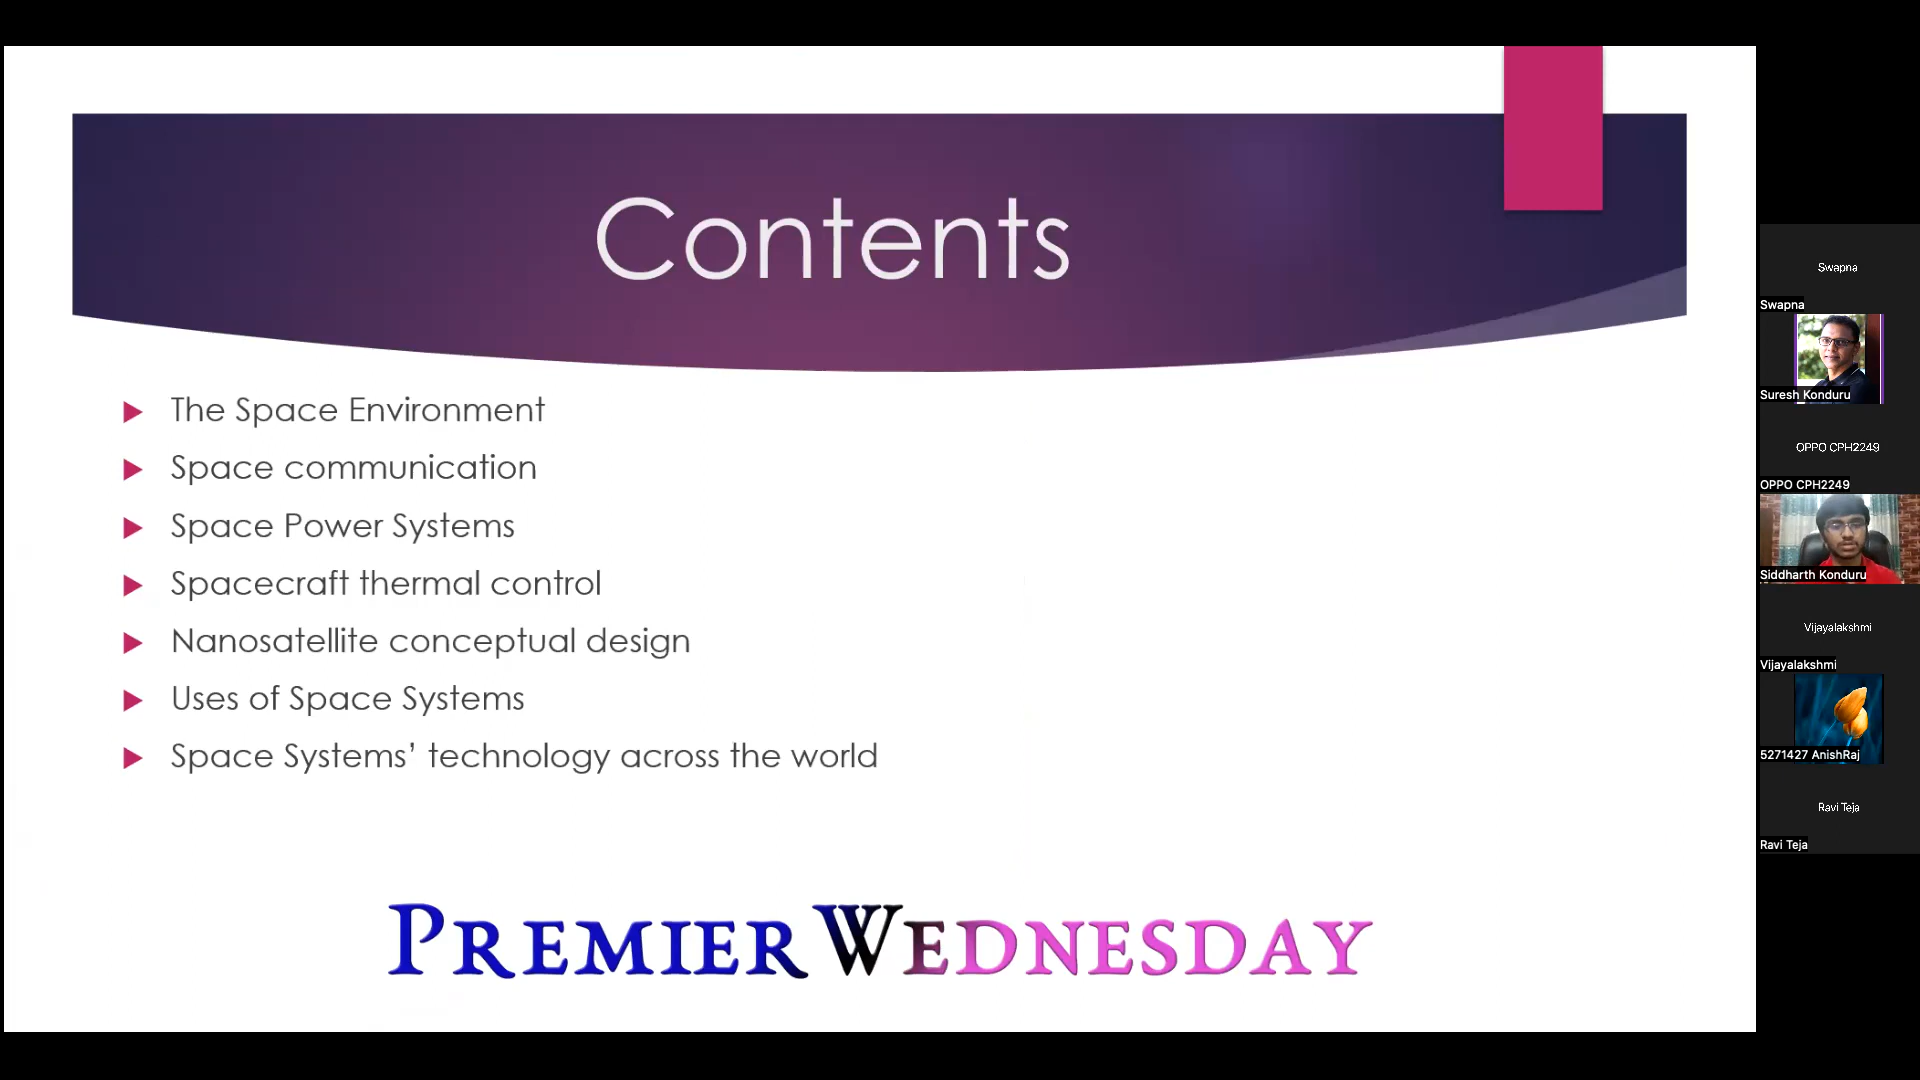 Contents
The Space Environment
Space communication
Space Power Systems
Spacecraft thermal control
Nanosatellite conceptual design
Uses of Space Systems
Space Systems’ technology across the world
PREMIER WEDNESDAY
Swapna
Swapna
Suresh Konduru
OPPO CPH2249
OPPO CPH2249
Siddharth Konduru
Vijayalakshmi
Vijayalakshmi
5271427 AnishRaj
Ravi Teja
Ravi Teja